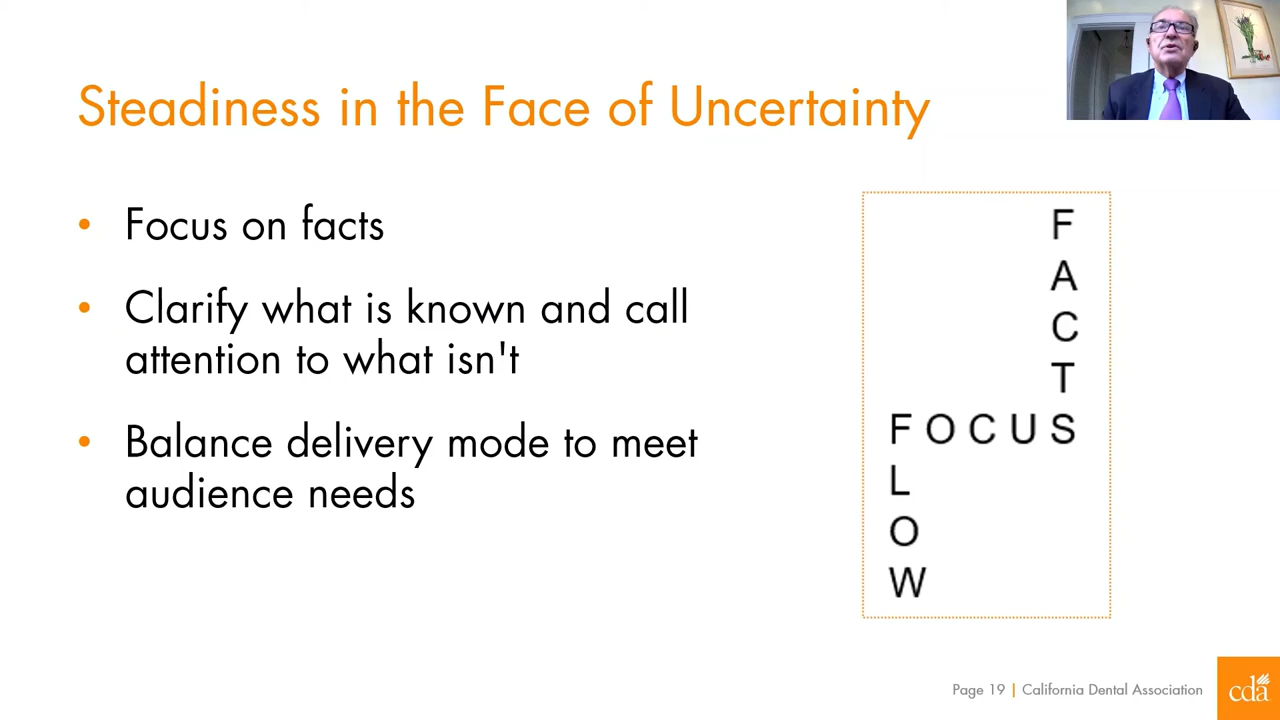 Steadiness in the Face of Uncertainty
• Focus on facts
• Clarify what is known and call
attention to what isn't
• Balance delivery mode to meet
audience needs
F
A
C
T
F O C U S
L
O
W
Page 19 | California Dental Association
cda